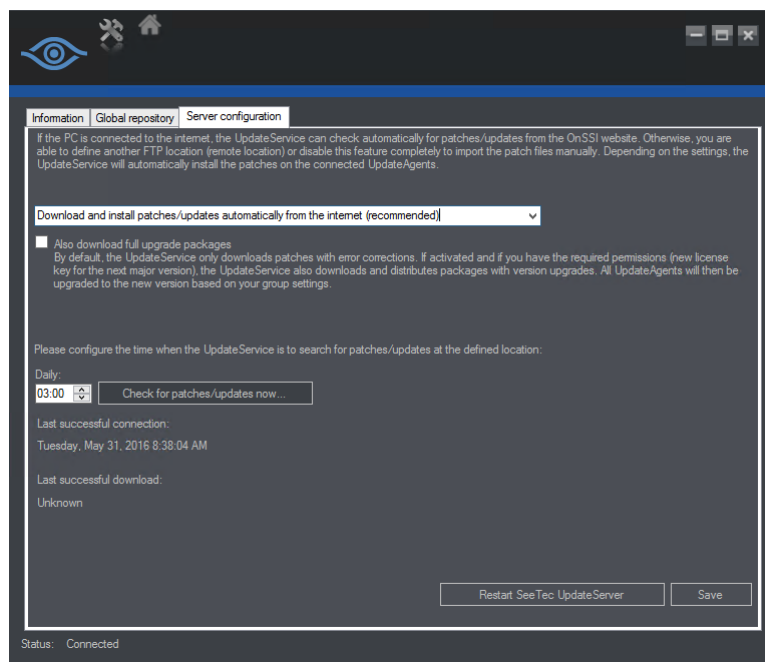 Information Global repository Server configuration
If the PC is connected to the internet, the UpdateService can check automatically for patches/updates from the OnSSI website. Otherwise, you are
able to define another FTP location (remote location) or disable this feature completely to import the patch files manually. Depending on the settings, the
UpdateService will automatically install the patches on the connected UpdateAgents.
Download and install patches/updates automatically from the internet (recommended)
Also download full upgrade packages
By default, the UpdateService only downloads patches with error corrections. If activated and if you have the required permissions (new license
key for the next major version), the UpdateService also downloads and distributes packages with version upgrades. All UpdateAgents will then be
upgraded to the new version based on your group settings.
Please configure the time when the UpdateService is to search for patches/updates at the defined location:
Daily:
03:00 Check for patches/updates now...
Last successful connection:
Tuesday, May 31, 2016 8:38:04 AM
Last successful download:
Unknown
Restart SeeTec UpdateServer Save
Status: Connected